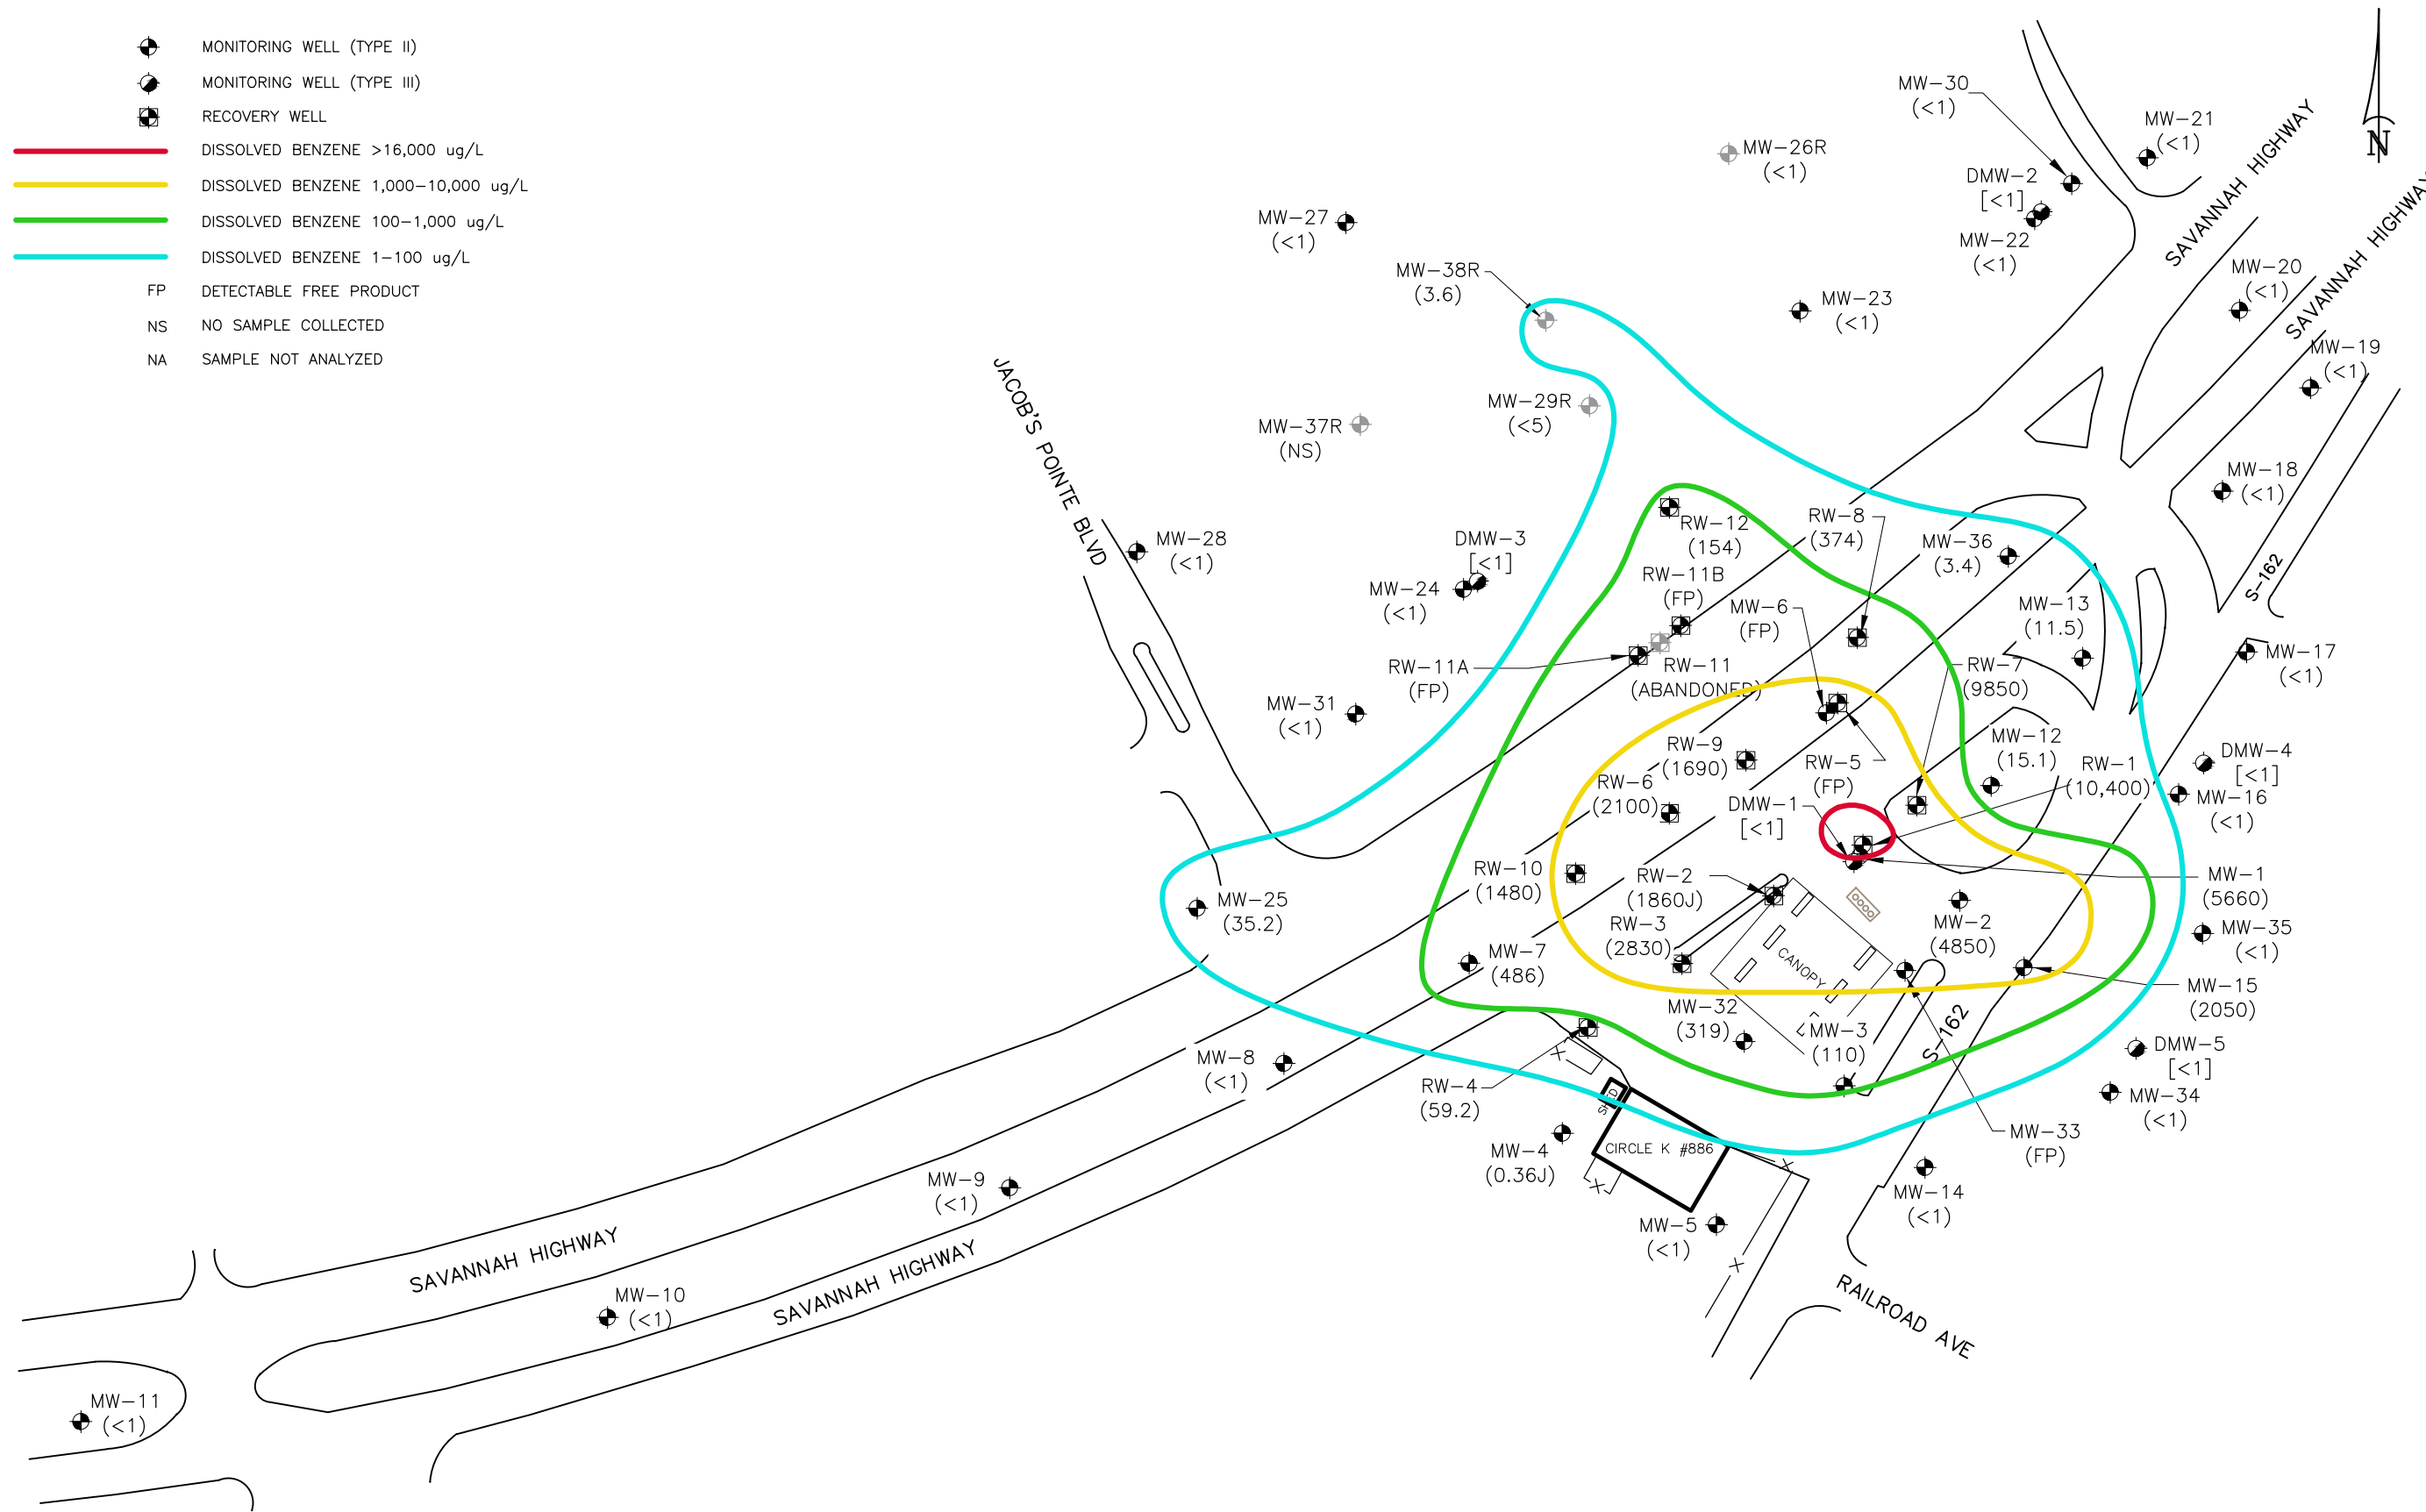 MONITORING WELL (TYPE II)
MONITORING WELL (TYPE III)
RECOVERY WELL
DISSOLVED BENZENE >16,000 ug/L
DISSOLVED BENZENE 1,000-10,000 ug/L
DISSOLVED BENZENE 100-1,000 ug/L
DISSOLVED BENZENE 1-100 ug/L
FP DETECTABLE FREE PRODUCT
NS NO SAMPLE COLLECTED
NA SAMPLE NOT ANALYZED
N
MW-30
(<1)
MW-21
(<1)
MW-26R
(<1)
DMW-2
[<1]
MW-22
(<1)
SAVANNAH HIGHWAY
SAVANNAH HIGHWAY
MW-27
(<1)
MW-38R
(3.6)
MW-23
(<1)
MW-20
(<1)
MW-19
(<1)
JACOB'S POINTE BLVD
MW-29R
(<5)
MW-37R
(NS)
MW-18
(<1)
MW-28
(<1)
DMW-3
[<1]
MW-24
(<1)
RW-12
(154)
RW-8
(374)
MW-36
(3.4)
RW-11B
(FP)
MW-6
(FP)
MW-13
(11.5)
S-162
RW-11A
(FP)
RW-11
(ABANDONED)
RW-7
(9850)
MW-17
(<1)
MW-31
(<1)
RW-9
(1690)
RW-5
(FP)
MW-12
(15.1)
RW-1
(10,400)
DMW-4
[<1]
MW-16
(<1)
RW-6
(2100)
DMW-1
[<1]
RW-10
(1480)
RW-2
(1860J)
MW-1
(5660)
MW-25
(35.2)
RW-3
(2830)
MW-2
(4850)
MW-35
(<1)
MW-7
(486)
CANOPY
MW-15
(2050)
MW-32
(319)
MW-3
(110)
S-162
MW-8
(<1)
DMW-5
[<1]
MW-34
(<1)
RW-4
(59.2)
X
SHED
MW-4
(0.36J)
CIRCLE K #886
X
X
MW-33
(FP)
MW-14
(<1)
MW-9
(<1)
MW-5
(<1)
X
SAVANNAH HIGHWAY
SAVANNAH HIGHWAY
MW-10
(<1)
RAILROAD AVE
MW-11
(<1)